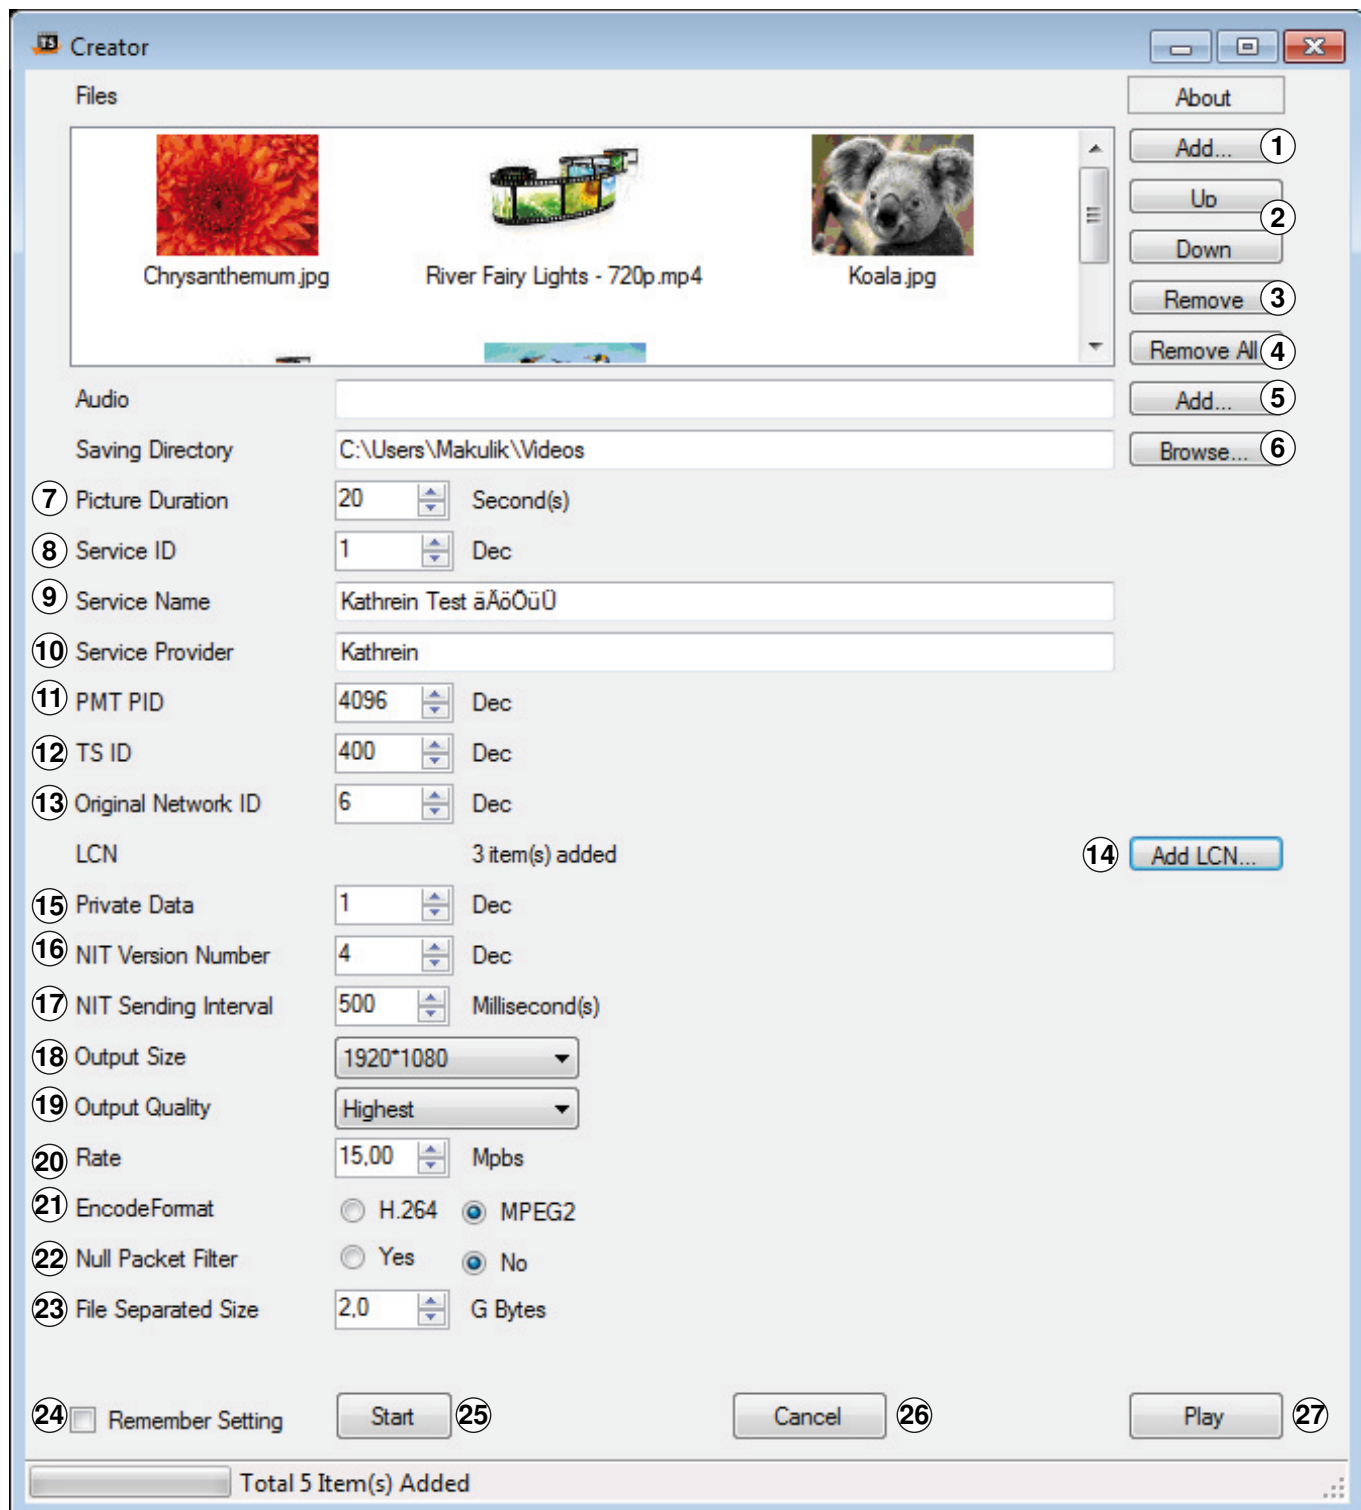 TS Creator
Files About
Chrysanthemum.jpg River Fairy Lights - 720p.mp4 Koala.jpg
Add... 1
Up
2
Down
Remove 3
Remove All 4
Audio Add... 5
Saving Directory C:\Users\Makulik\Videos Browse... 6
7 Picture Duration 20 Second(s)
8 Service ID 1 Dec
9 Service Name Kathrein Test äÄöÖüÜ
10 Service Provider Kathrein
11 PMT PID 4096 Dec
12 TS ID 400 Dec
13 Original Network ID 6 Dec
LCN 3 item(s) added 14 Add LCN...
15 Private Data 1 Dec
16 NIT Version Number 4 Dec
17 NIT Sending Interval 500 Millisecond(s)
18 Output Size 1920*1080
19 Output Quality Highest
20 Rate 15,00 Mpbs
21 EncodeFormat H.264 MPEG2
22 Null Packet Filter Yes No
23 File Separated Size 2,0 G Bytes
24 Remember Setting Start 25 Cancel 26 Play 27
Total 5 Item(s) Added